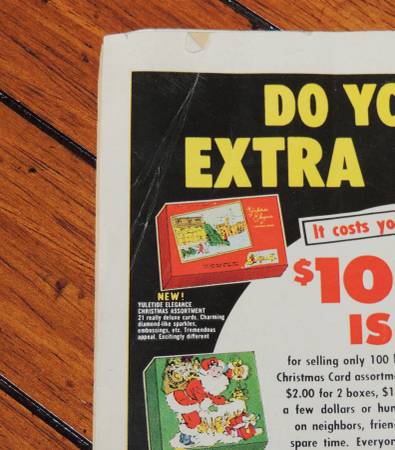 DO YO
EXTRA
It costs yo
NEW!
YULETIDE ELEGANCE
CHRISTMAS ASSORTMENT
21 really deluxe cards. Charming
diamond-like sparkles,
embossings, etc. Tremendous
appeal. Excitingly different
$10
IS
for selling only 100
Christmas Card assortm
$2.00 for 2 boxes, $1
a few dollars or hun
on neighbors, frien
spare time. Everyon